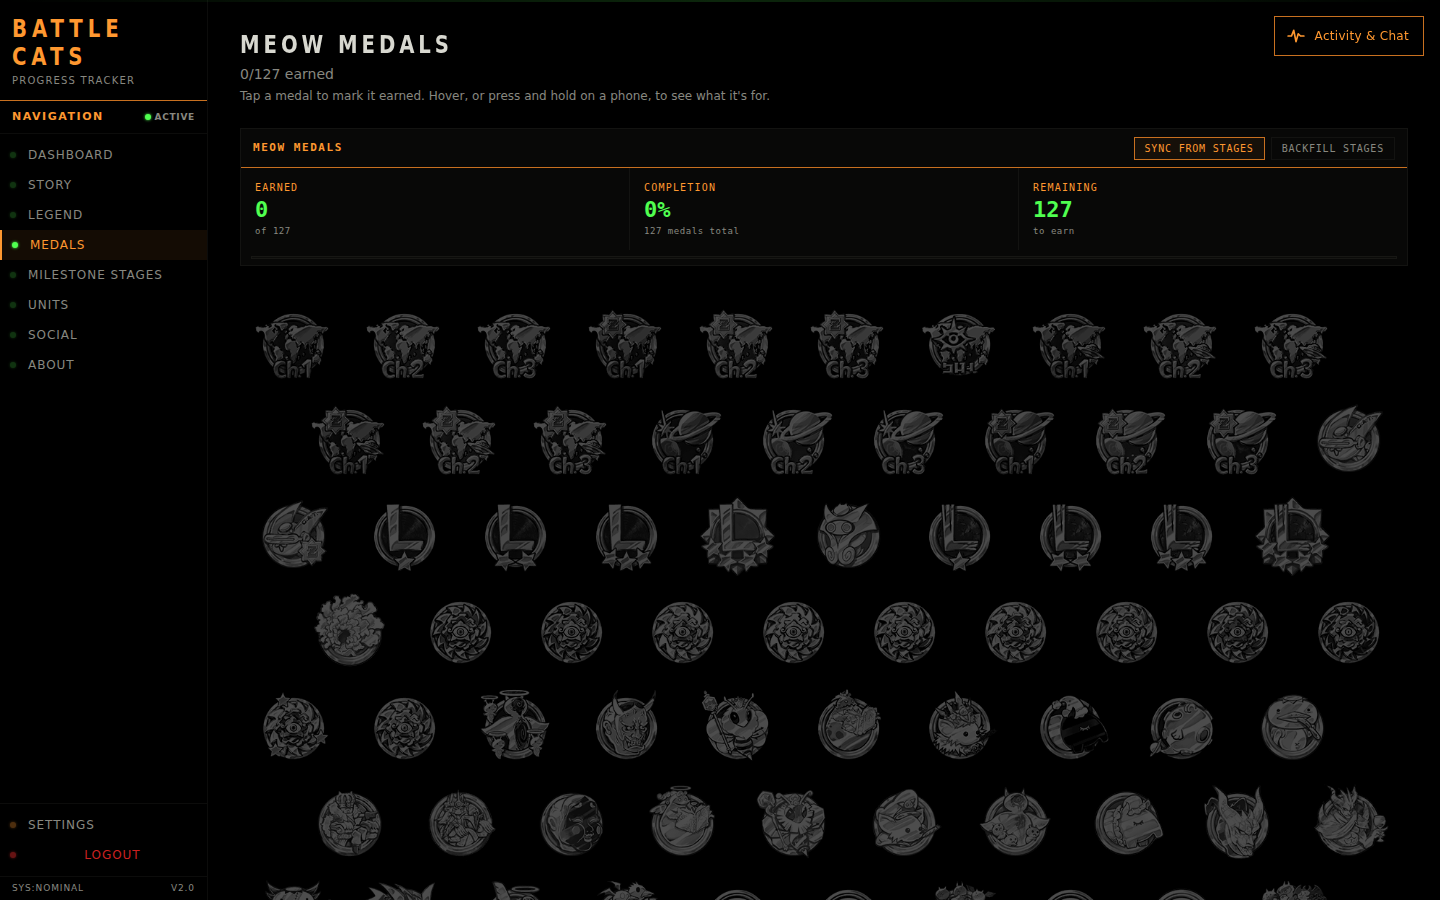 BATTLE
CATS
PROGRESS TRACKER
NAVIGATION
ACTIVE
DASHBOARD
STORY
LEGEND
MEDALS
MILESTONE STAGES
UNITS
SOCIAL
ABOUT
SETTINGS
LOGOUT
SYS:NOMINAL
V2.0
MEOW MEDALS
0/127 earned
Tap a medal to mark it earned. Hover, or press and hold on a phone, to see what it's for.
Activity & Chat
MEOW MEDALS
SYNC FROM STAGES
BACKFILL STAGES
EARNED
0
of 127
COMPLETION
0%
127 medals total
REMAINING
127
to earn
Ch.1 Ch.2 Ch.3 Z Ch.1 Z Ch.2 Z Ch.3 Ch.1 Ch.2 Ch.3
Z Ch.1 Z Ch.2 Z Ch.3 Ch.1 Ch.2 Ch.3 Z Ch.1 Z Ch.2 Z Ch.3
Z L L L L L L L L